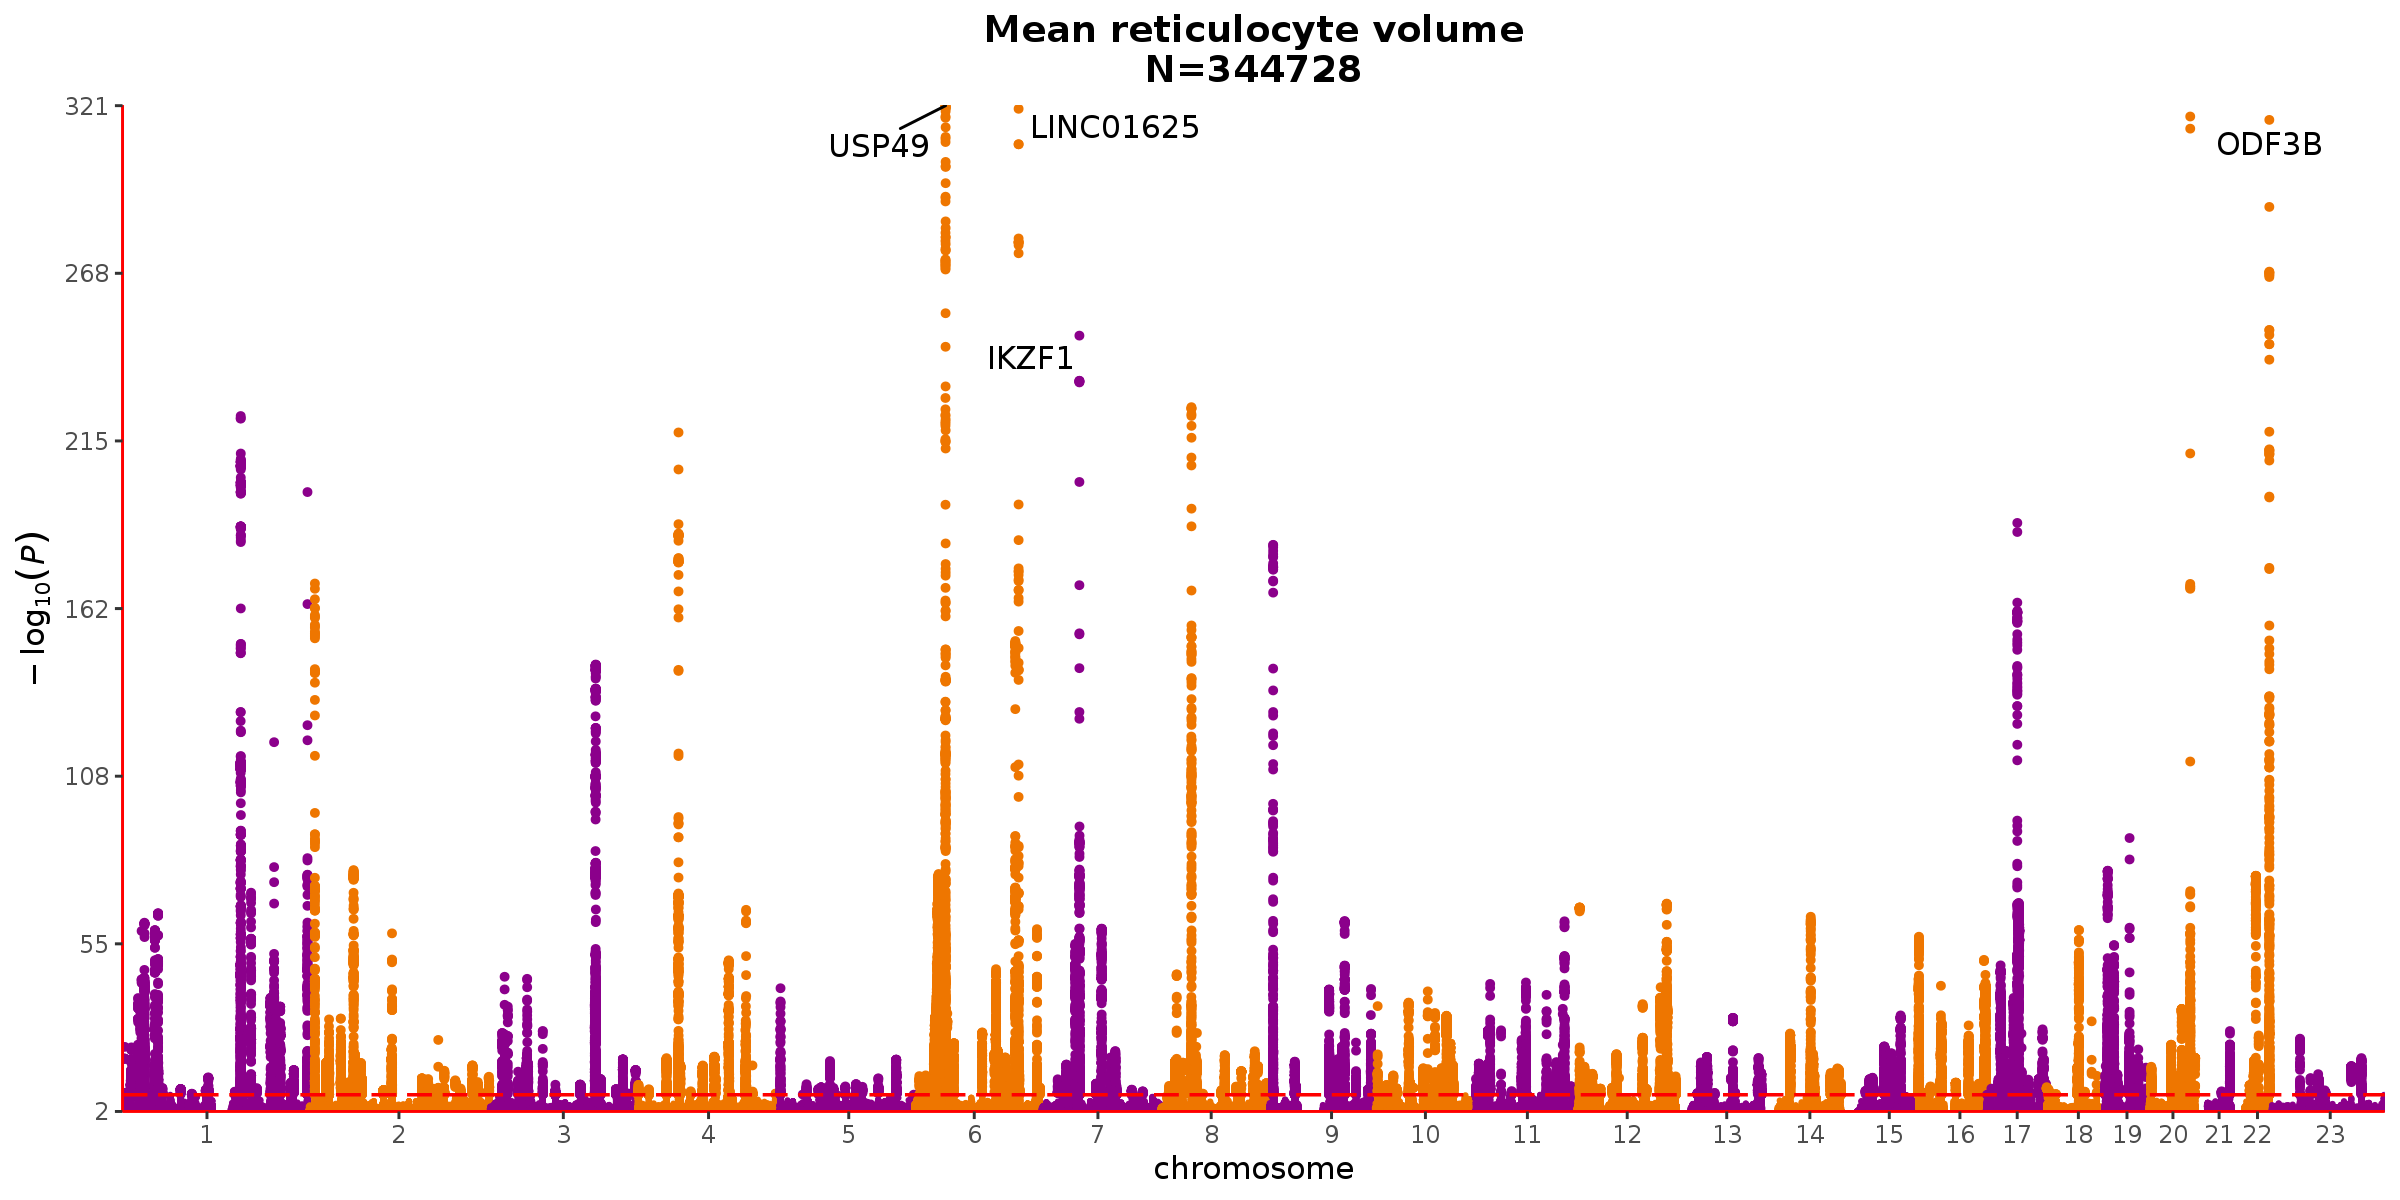 Mean reticulocyte volume
N=344728
321
USP49
LINC01625
ODF3B
268
IKZF1
215
162
108
55
2
−log10(P)
1 2 3 4 5 6 7 8 9 10 11 12 13 14 15 16 17 18 19 20 21 22 23
chromosome